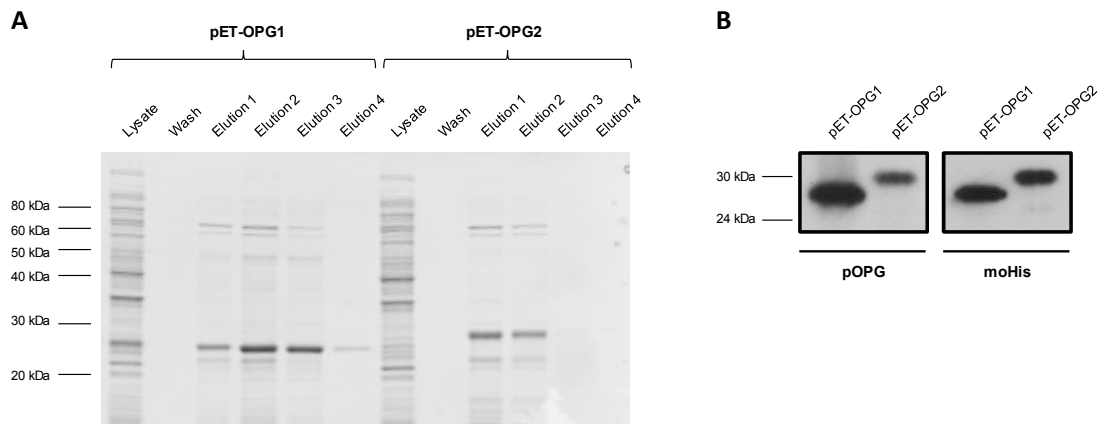 A
pET-OPG1
pET-OPG2
Lysate
Wash
Elution 1
Elution 2
Elution 3
Elution 4
Lysate
Wash
Elution 1
Elution 2
Elution 3
Elution 4
80 kDa
60 kDa
50 kDa
40 kDa
30 kDa
20 kDa
B
pET-OPG1
pET-OPG2
pET-OPG1
pET-OPG2
30 kDa
24 kDa
pOPG
moHis